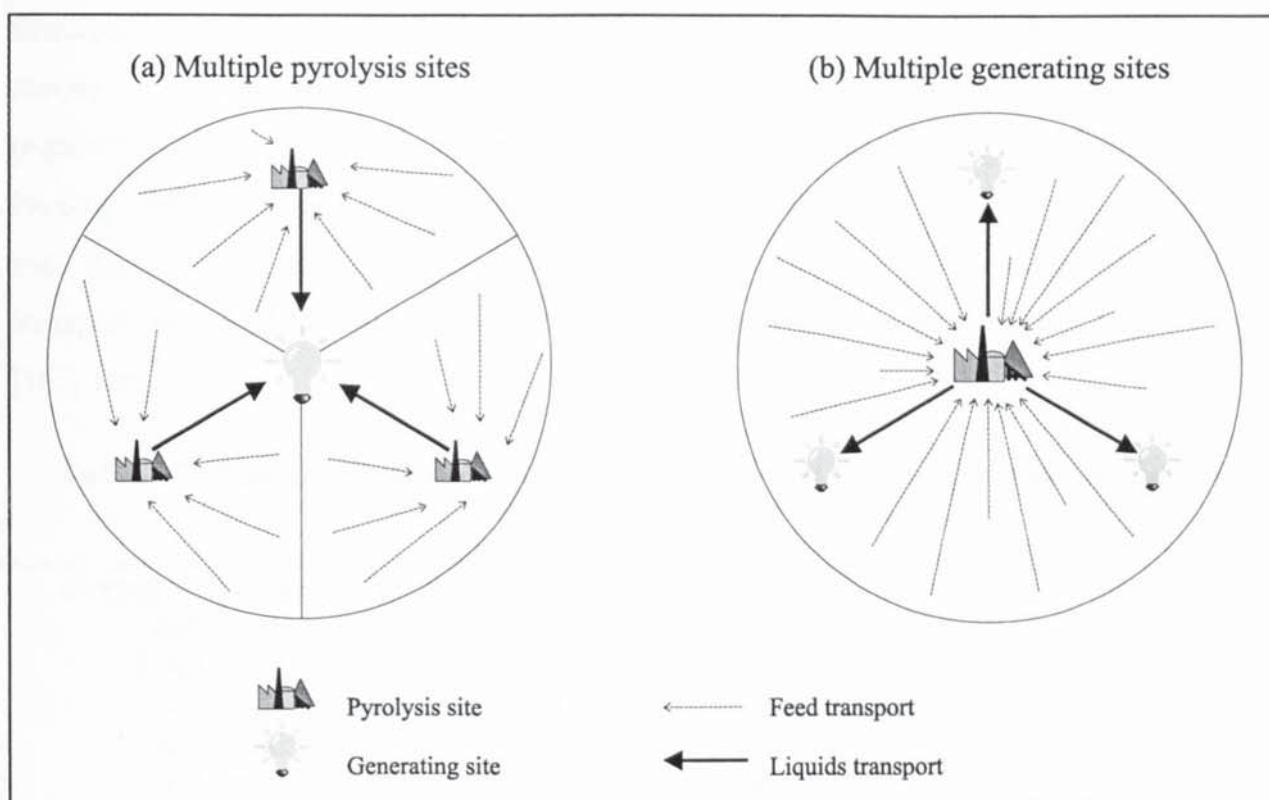 (a) Multiple pyrolysis sites
(b) Multiple generating sites
Pyrolysis site
Feed transport
Generating site
Liquids transport